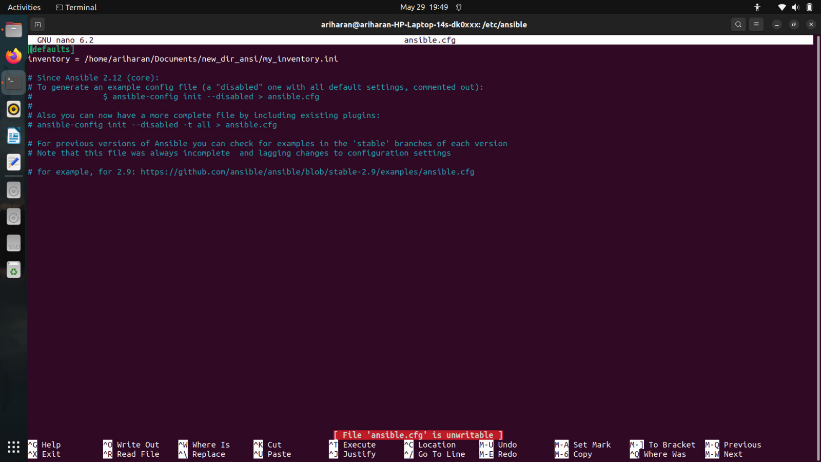 Activities Terminal May 29 19:49
ariharan@ariharan-HP-Laptop-14s-dk0xxx: /etc/ansible
GNU nano 6.2 ansible.cfg
[defaults]
inventory = /home/ariharan/Documents/new_dir_ansi/my_inventory.ini
# Since Ansible 2.12 (core):
# To generate an example config file (a "disabled" one with all default settings, commented out):
# $ ansible-config init --disabled > ansible.cfg
#
# Also you can now have a more complete file by including existing plugins:
# ansible-config init --disabled -t all > ansible.cfg
# For previous versions of Ansible you can check for examples in the 'stable' branches of each version
# Note that this file was always incomplete  and lagging changes to configuration settings
# for example, for 2.9: https://github.com/ansible/ansible/blob/stable-2.9/examples/ansible.cfg
[ File 'ansible.cfg' is unwritable ]
^G Help ^O Write Out ^W Where Is ^K Cut ^T Execute ^C Location M-U Undo M-A Set Mark M-] To Bracket M-Q Previous
^X Exit ^R Read File ^\ Replace ^U Paste ^J Justify ^/ Go To Line M-E Redo M-6 Copy ^Q Where Was M-W Next